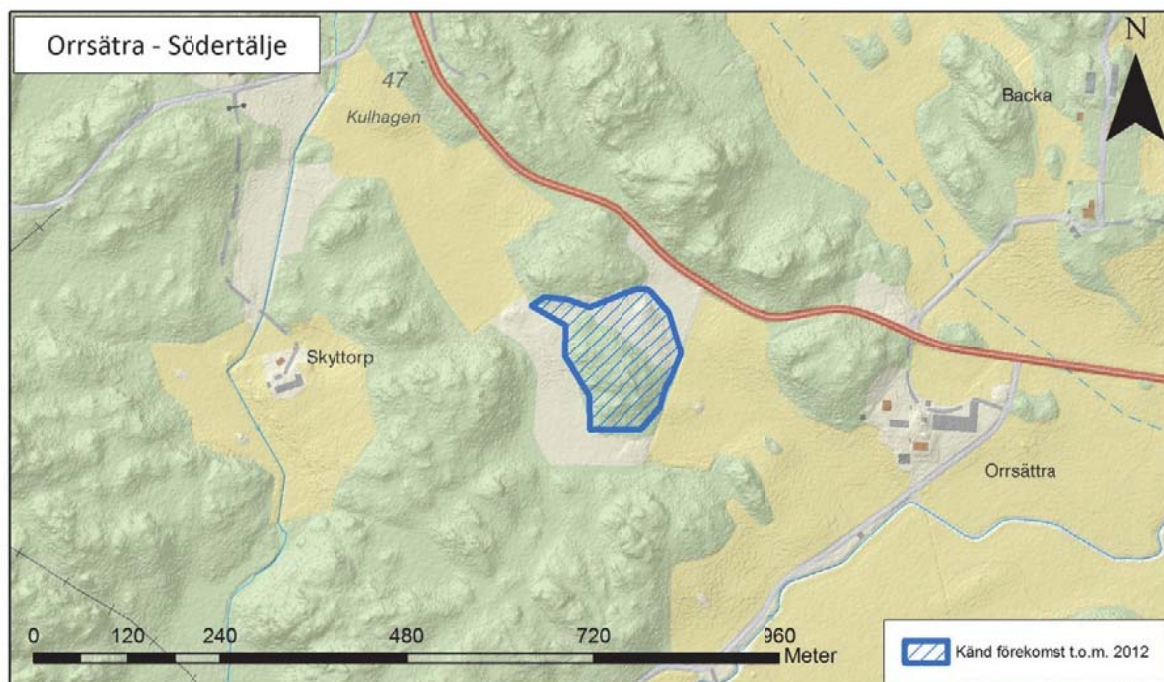 Orrsätra - Södertälje
N
47
Kulhagen
Backa
Skyttorp
Orrsättra
0 120 240 480 720 960
Meter
Känd förekomst t.o.m. 2012